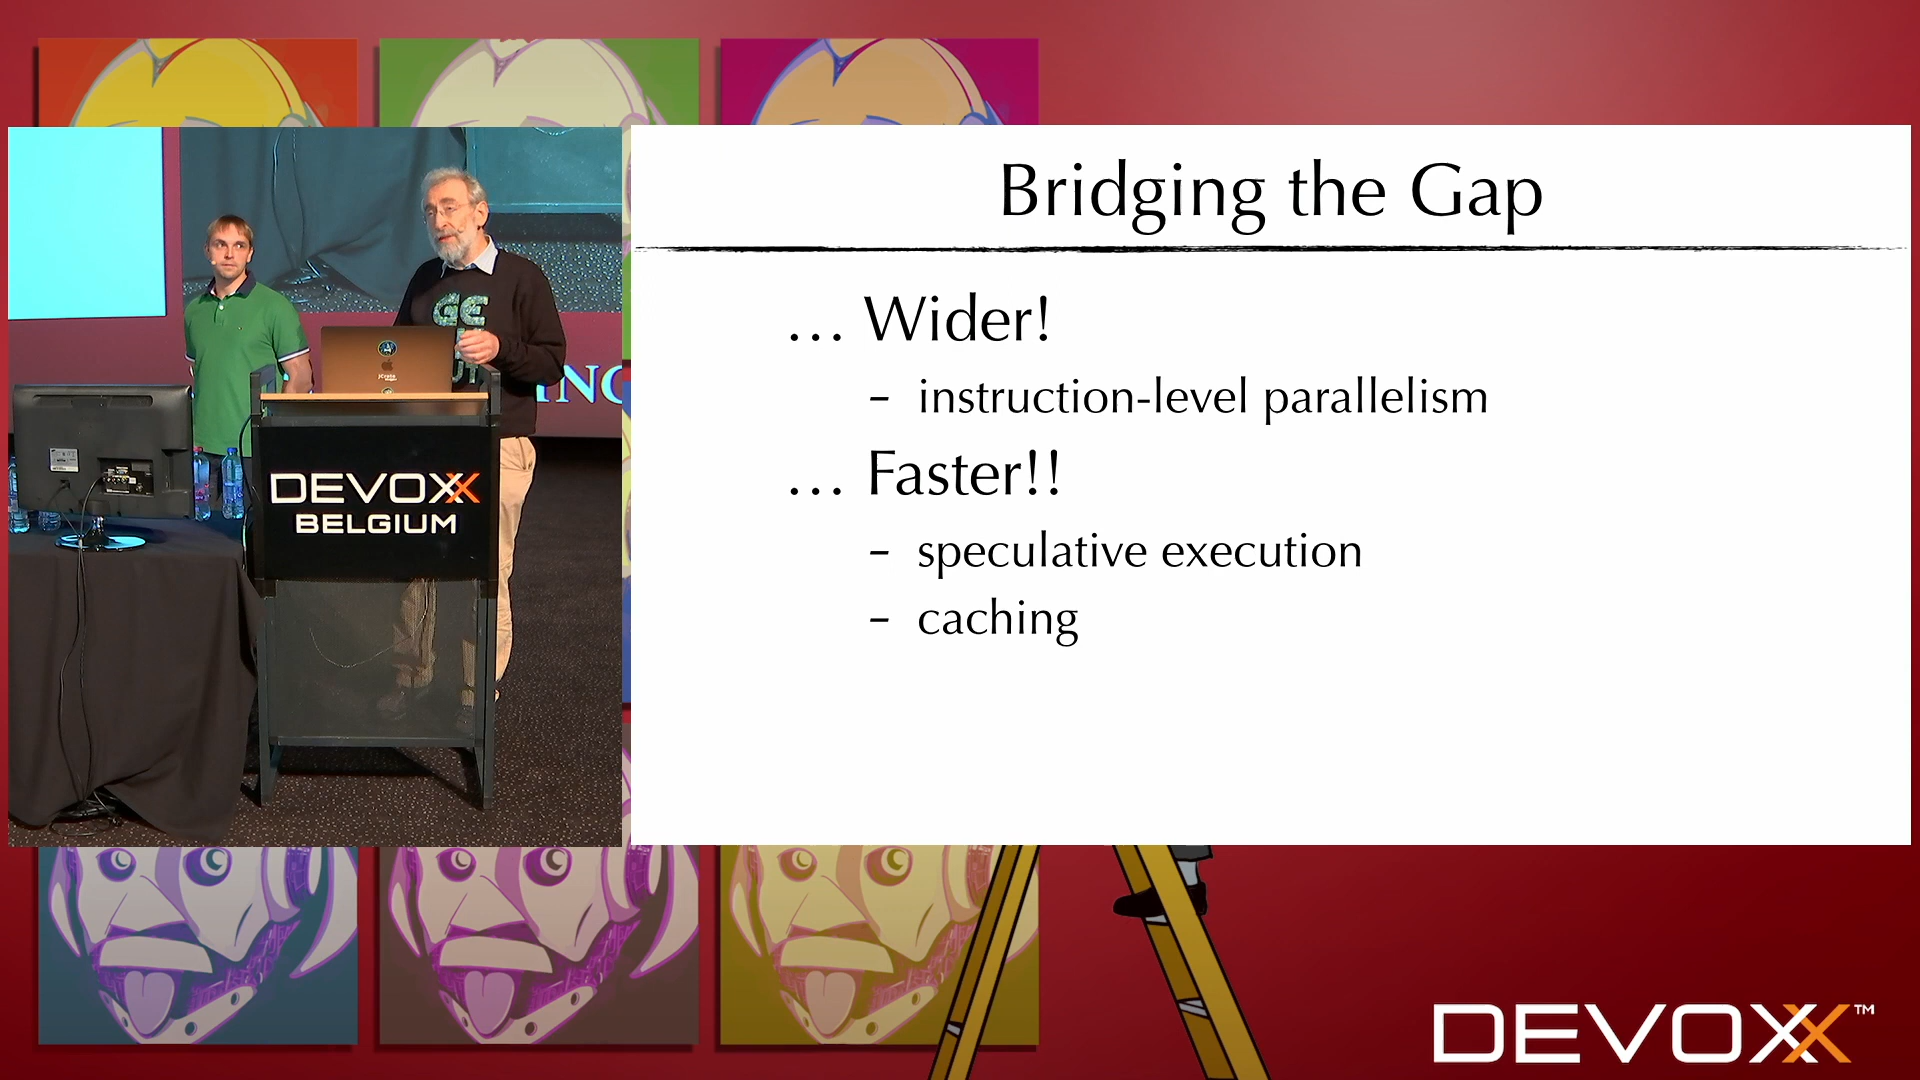 Bridging the Gap
… Wider!
– instruction-level parallelism
… Faster!!
– speculative execution
– caching
DEVOXX
BELGIUM
DEVOXX™